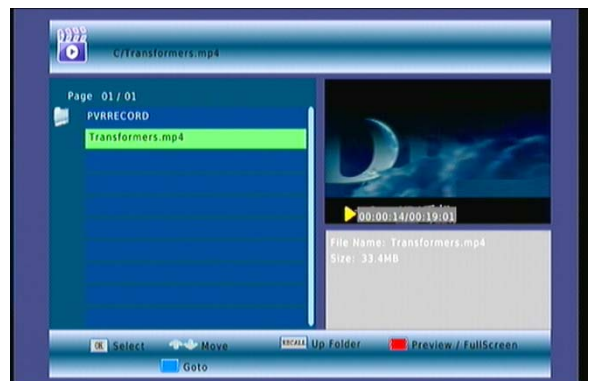 C/Transformers.mp4
Page 01/01
PVRRECORD
Transformers.mp4
00:00:14/00:19:01
File Name: Transformers.mp4
Size: 33.4MB
OK Select Move RECALL Up Folder Preview / FullScreen
Goto